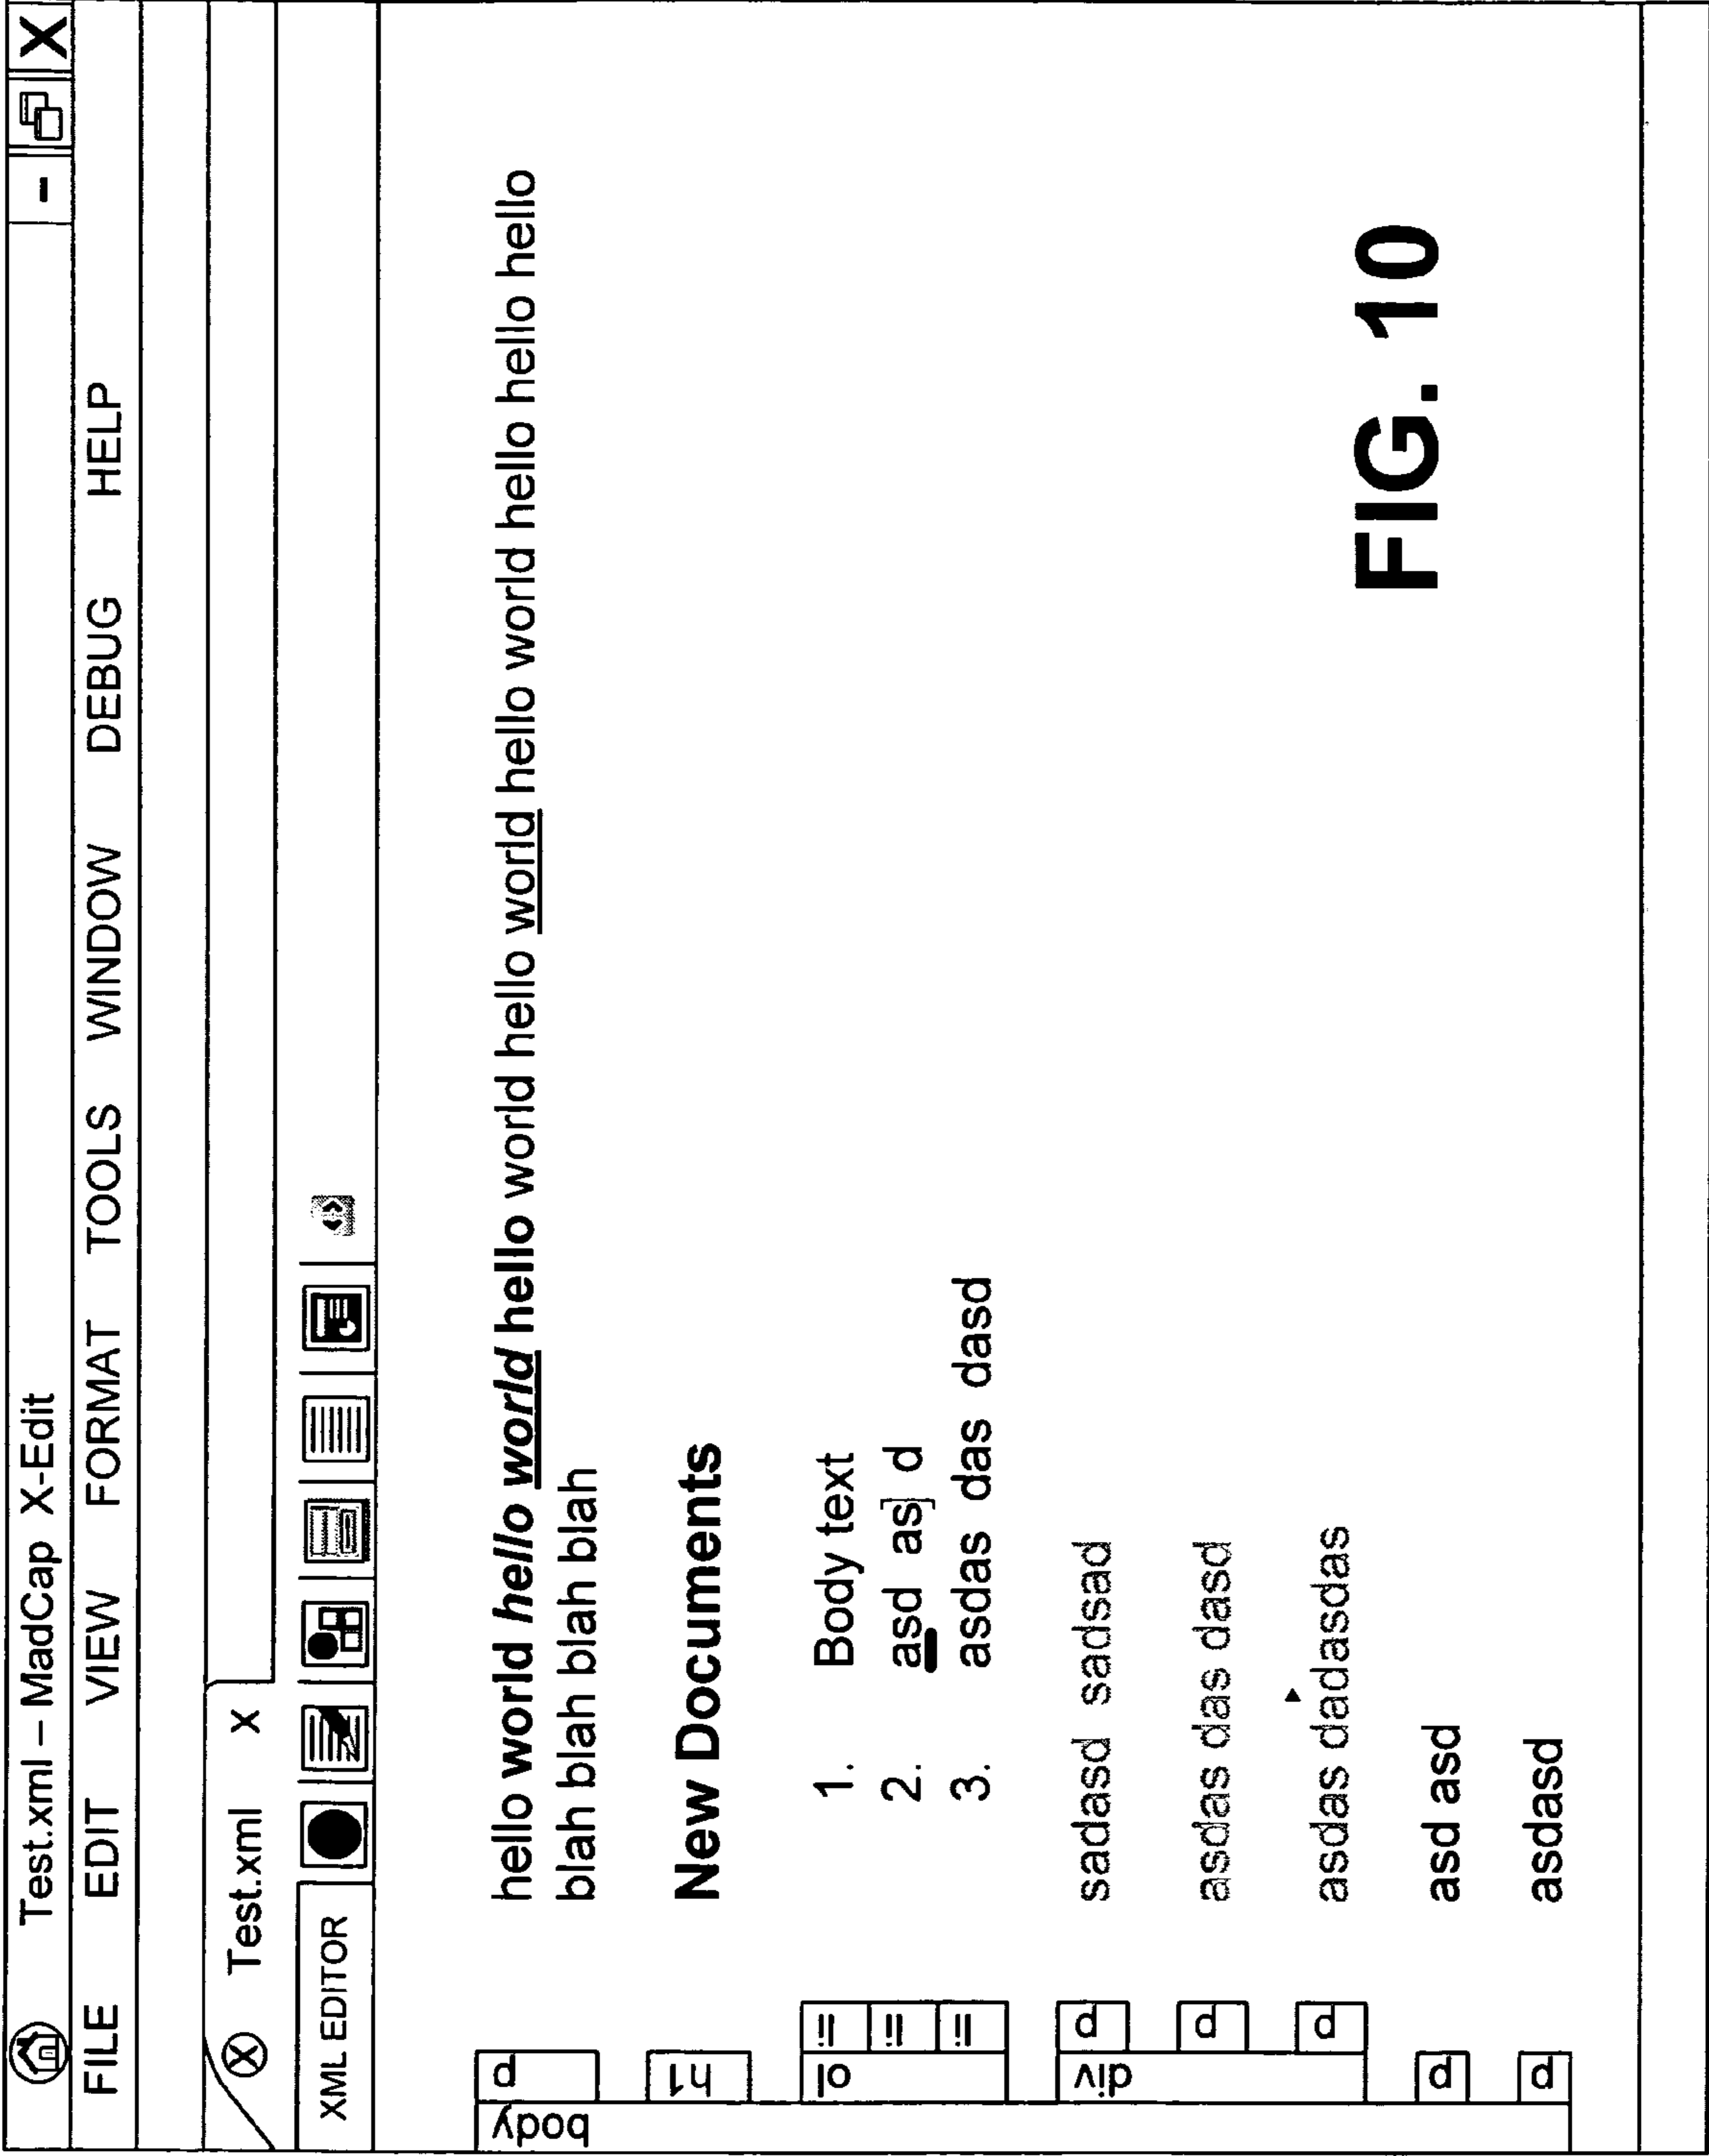 Test.xml – MadCap X-Edit - X
FILE EDIT VIEW FORMAT TOOLS WINDOW DEBUG HELP
X Test.xml X
XML EDITOR
body
p hello world hello world hello world hello world hello world hello world hello hello hello
blah blah blah blah
h1 New Documents
ol
li 1. Body text
li 2. asd as] d
li 3. asdas das dasd
div
p sadasd sadsad
p asdas das dasd
p asdas dadasdas
p asd asd
p asdasd
FIG. 10